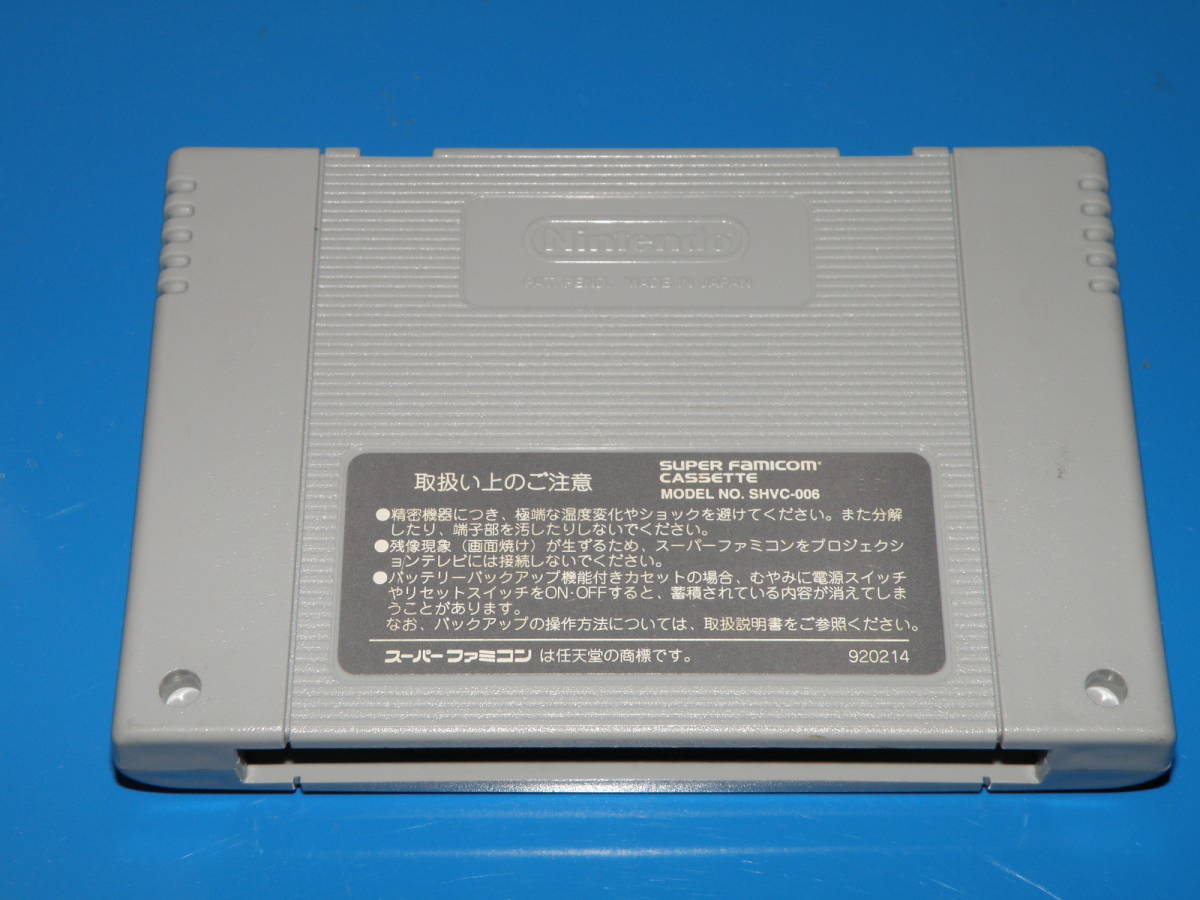 Nintendo
PAT. PEND. MADE IN JAPAN
取扱い上のご注意
SUPER FAMICOM
CASSETTE
MODEL NO. SHVC-006
●精密機器につき、極端な温度変化やショックを避けてください。また分解
したり、端子部を汚したりしないでください。
●残像現象（画面焼け）が生ずるため、スーパーファミコンをプロジェクシ
ョンテレビには接続しないでください。
●バッテリーバックアップ機能付きカセットの場合、むやみに電源スイッチ
やリセットスイッチをON・OFFすると、蓄積されている内容が消えてしま
うことがあります。
なお、バックアップの操作方法については、取扱説明書をご参照ください。
スーパーファミコン は任天堂の商標です。 920214